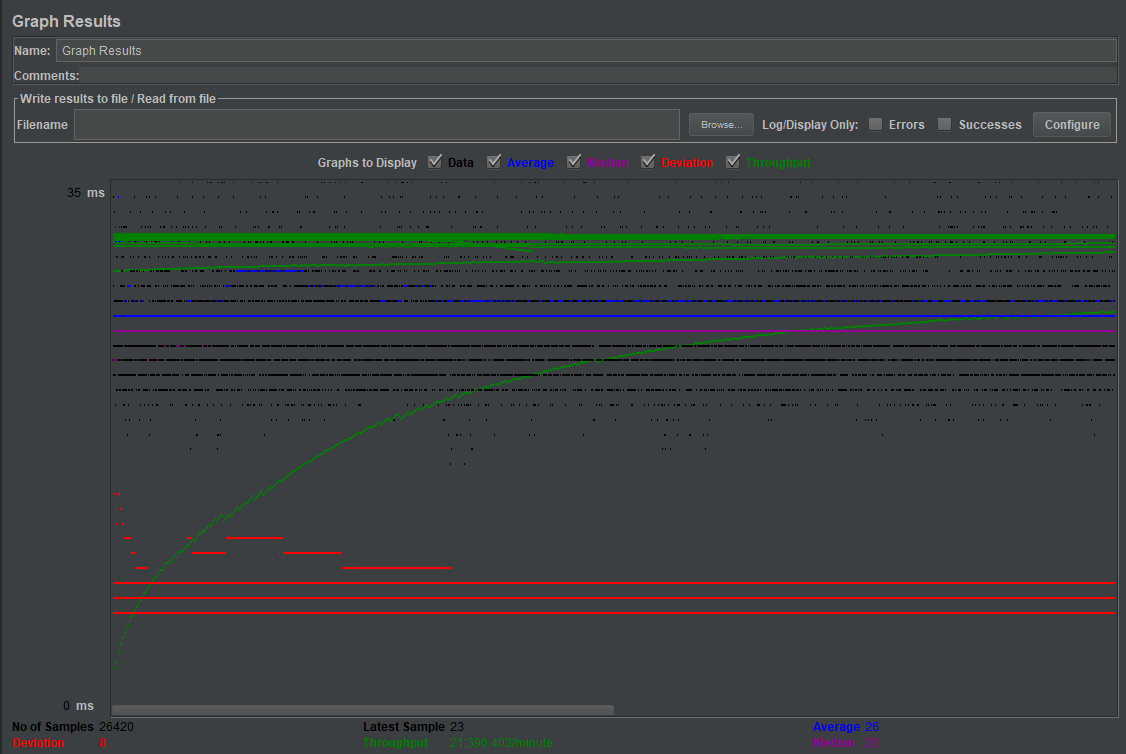 Graph Results
Name: Graph Results
Comments:
Write results to file / Read from file
Filename Browse... Log/Display Only: Errors Successes Configure
Graphs to Display Data Average Median Deviation Throughput
35 ms
0 ms
No of Samples 26420 Latest Sample 23 Average 26
Deviation 8 Throughput 21,390.403/minute Median